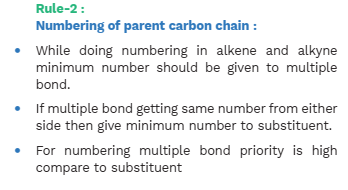 Rule-2 :
Numbering of parent carbon chain :
• While doing numbering in alkene and alkyne
minimum number should be given to multiple
bond.
• If multiple bond getting same number from either
side then give minimum number to substituent.
• For numbering multiple bond priority is high
compare to substituent